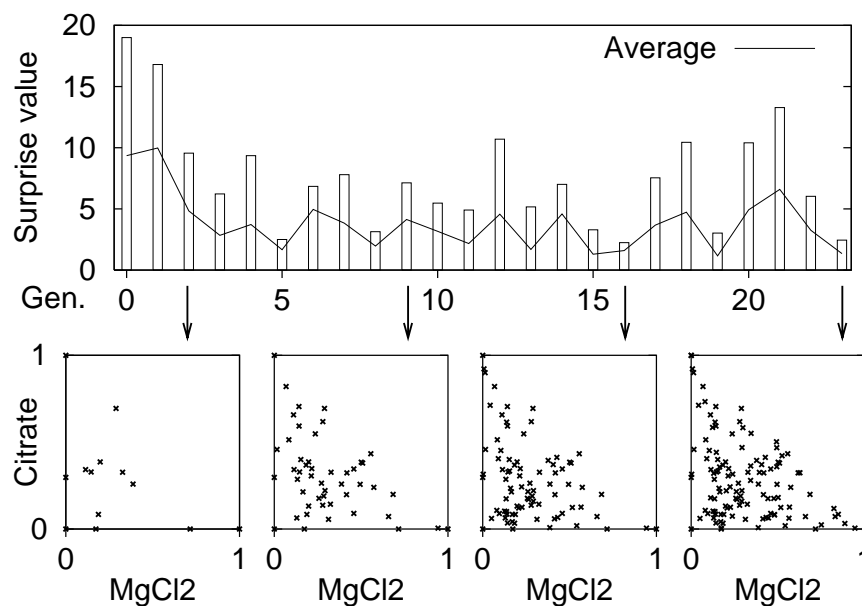 20
15
10
5
0
Surprise value
Average
Gen. 0 5 10 15 20
1
0
Citrate
0 1 0 1 0 1 0 1
MgCl2 MgCl2 MgCl2 MgCl2